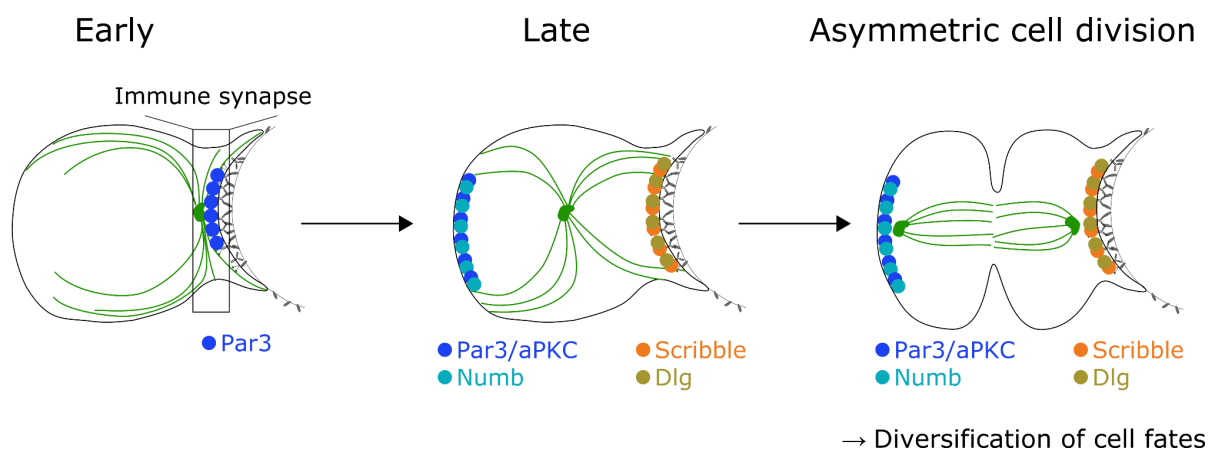 Early
Late
Asymmetric cell division
Immune synapse
Par3
Par3/aPKC
Scribble
Numb
Dlg
Par3/aPKC
Scribble
Numb
Dlg
→ Diversification of cell fates